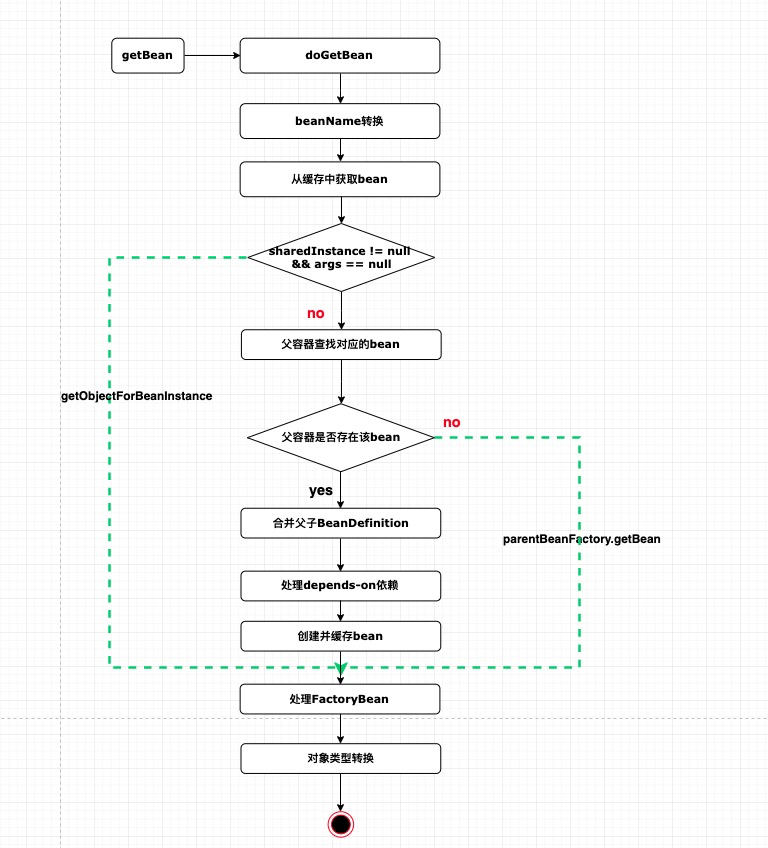 getBean
doGetBean
beanName转换
从缓存中获取bean
sharedInstance != null
&& args == null
no
父容器查找对应的bean
getObjectForBeanInstance
no
父容器是否存在该bean
yes
合并父子BeanDefinition
parentBeanFactory.getBean
处理depends-on依赖
创建并缓存bean
处理FactoryBean
对象类型转换